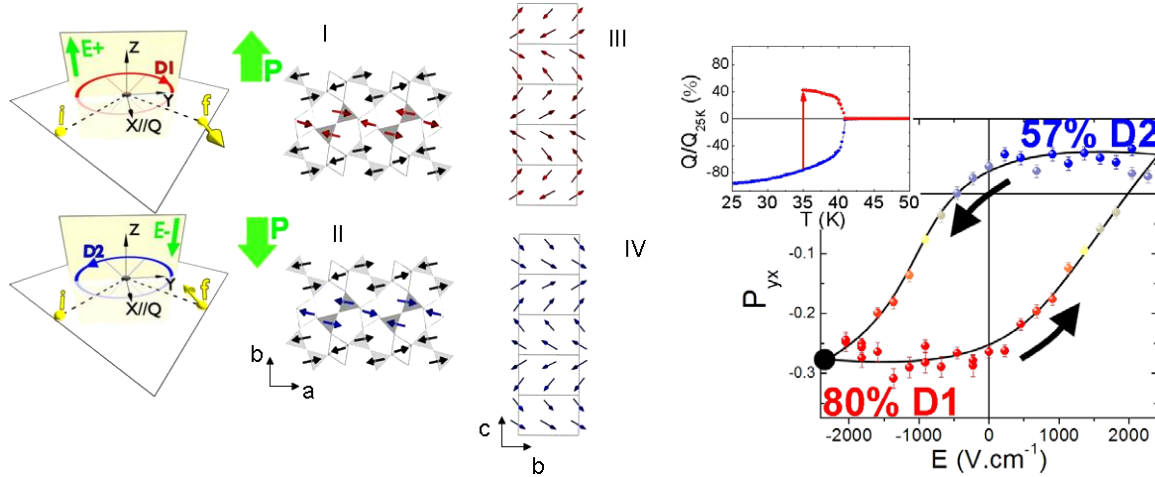 E+
Z
D1
Y
i
f
X//Q
P
I
III
E-
Z
D2
Y
i
f
X//Q
P
II
IV
b
a
c
b
Q/Q25K (%)
80
40
0
-40
-80
25 30 35 40 45 50
T (K)
57% D2
Pyx
-0.1
-0.2
-0.3
80% D1
-2000 -1000 0 1000 2000
E (V.cm-1)